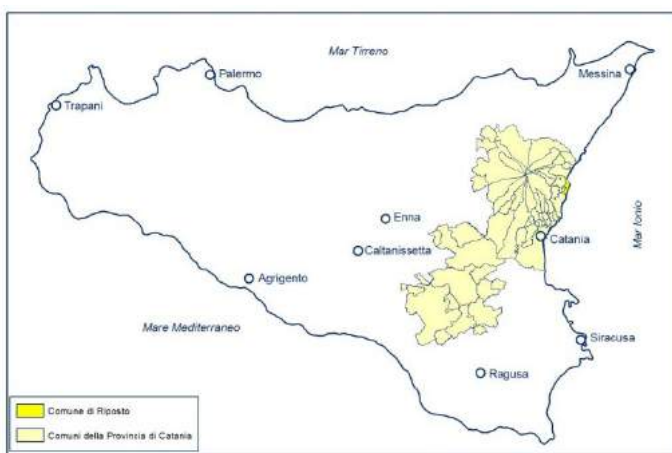 Mar Tirreno
Messina
Palermo
Trapani
Mar Ionio
Enna
Catania
Caltanissetta
Agrigento
Mare Mediterraneo
Siracusa
Ragusa
Comune di Riposto
Comuni della Provincia di Catania